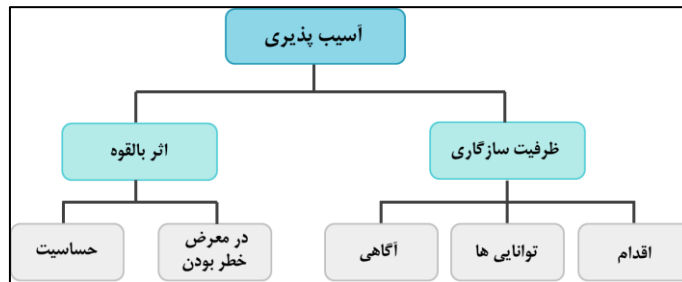 آسیب پذیری
ظرفیت سازگاری
اثر بالقوه
اقدام
توانایی ها
آگاهی
در معرض
خطر بودن
حساسیت